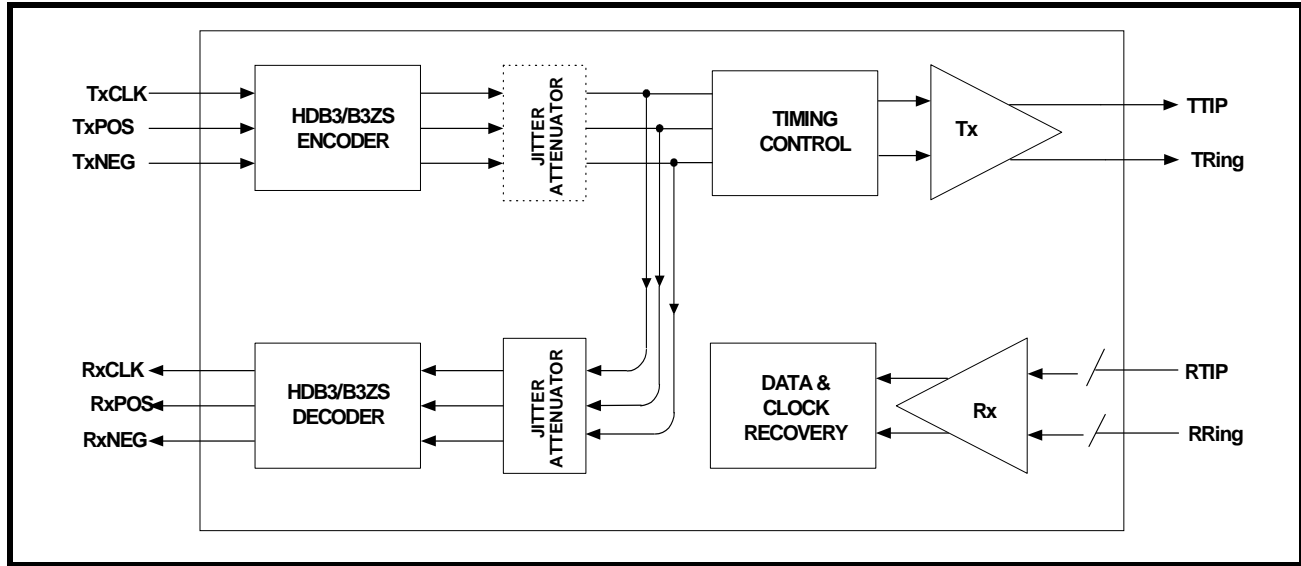 TxCLK
TxPOS
TxNEG
HDB3/B3ZS
ENCODER
JITTER
ATTENUATOR
TIMING
CONTROL
Tx
TTIP
TRing
RxCLK
RxPOS
RxNEG
HDB3/B3ZS
DECODER
JITTER
ATTENUATOR
DATA &
CLOCK
RECOVERY
Rx
RTIP
RRing